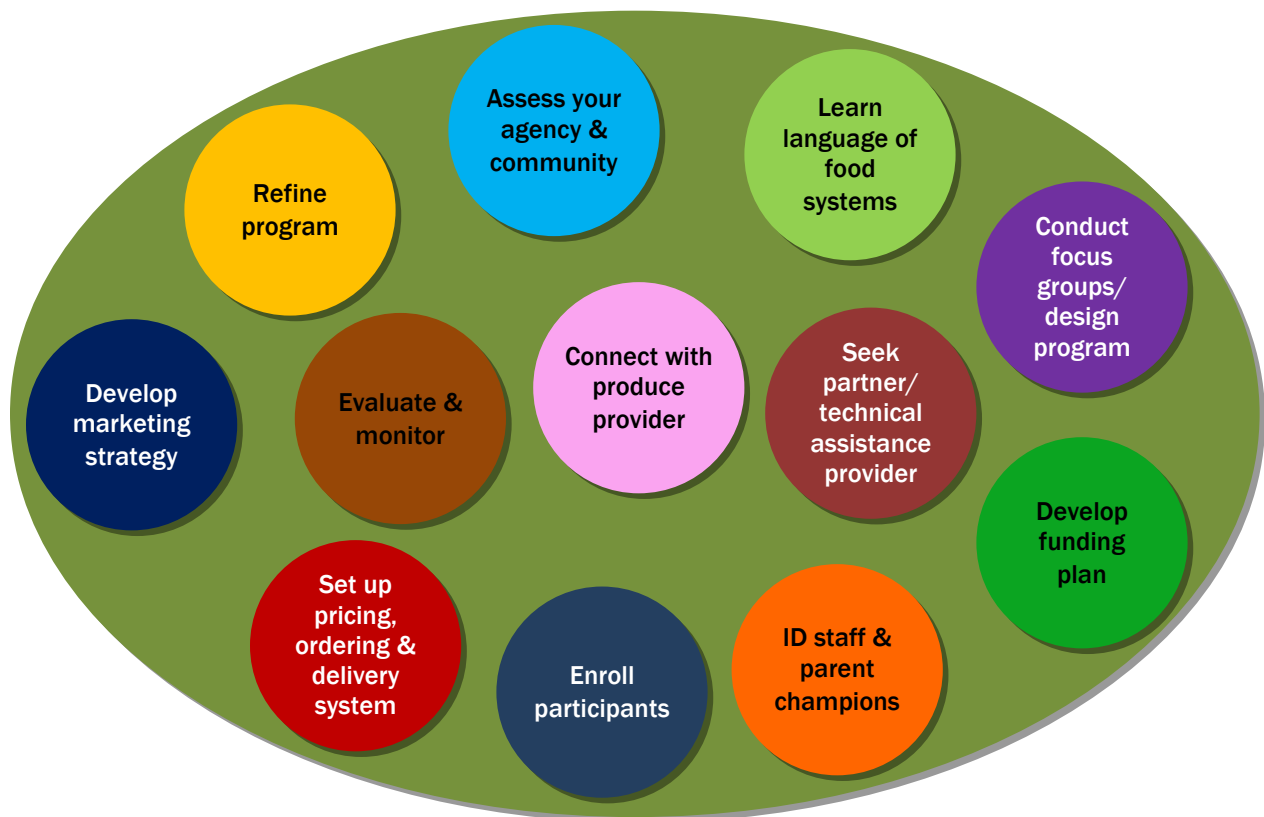 Assess your
agency &
community
Learn
language of
food
systems
Refine
program
Conduct
focus
groups/
design
program
Connect with
produce
provider
Seek
partner/
technical
assistance
provider
Develop
marketing
strategy
Evaluate &
monitor
Develop
funding
plan
Set up
pricing,
ordering &
delivery
system
Enroll
participants
ID staff &
parent
champions